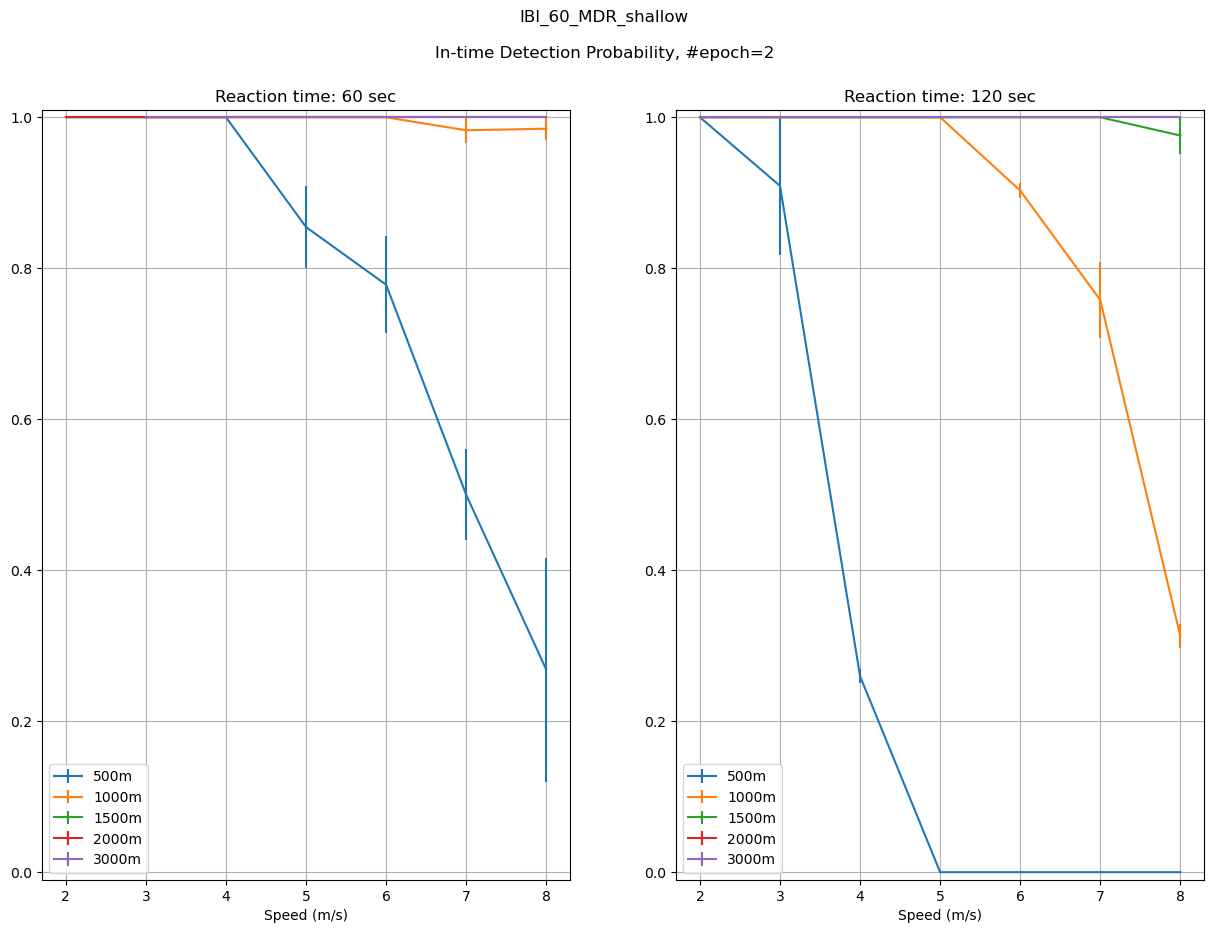 IBI_60_MDR_shallow
In-time Detection Probability, #epoch=2
Reaction time: 60 sec
1.0
0.8
0.6
0.4
0.2
0.0
2 3 4 5 6 7 8
Speed (m/s)
500m
1000m
1500m
2000m
3000m
Reaction time: 120 sec
1.0
0.8
0.6
0.4
0.2
0.0
2 3 4 5 6 7 8
Speed (m/s)
500m
1000m
1500m
2000m
3000m